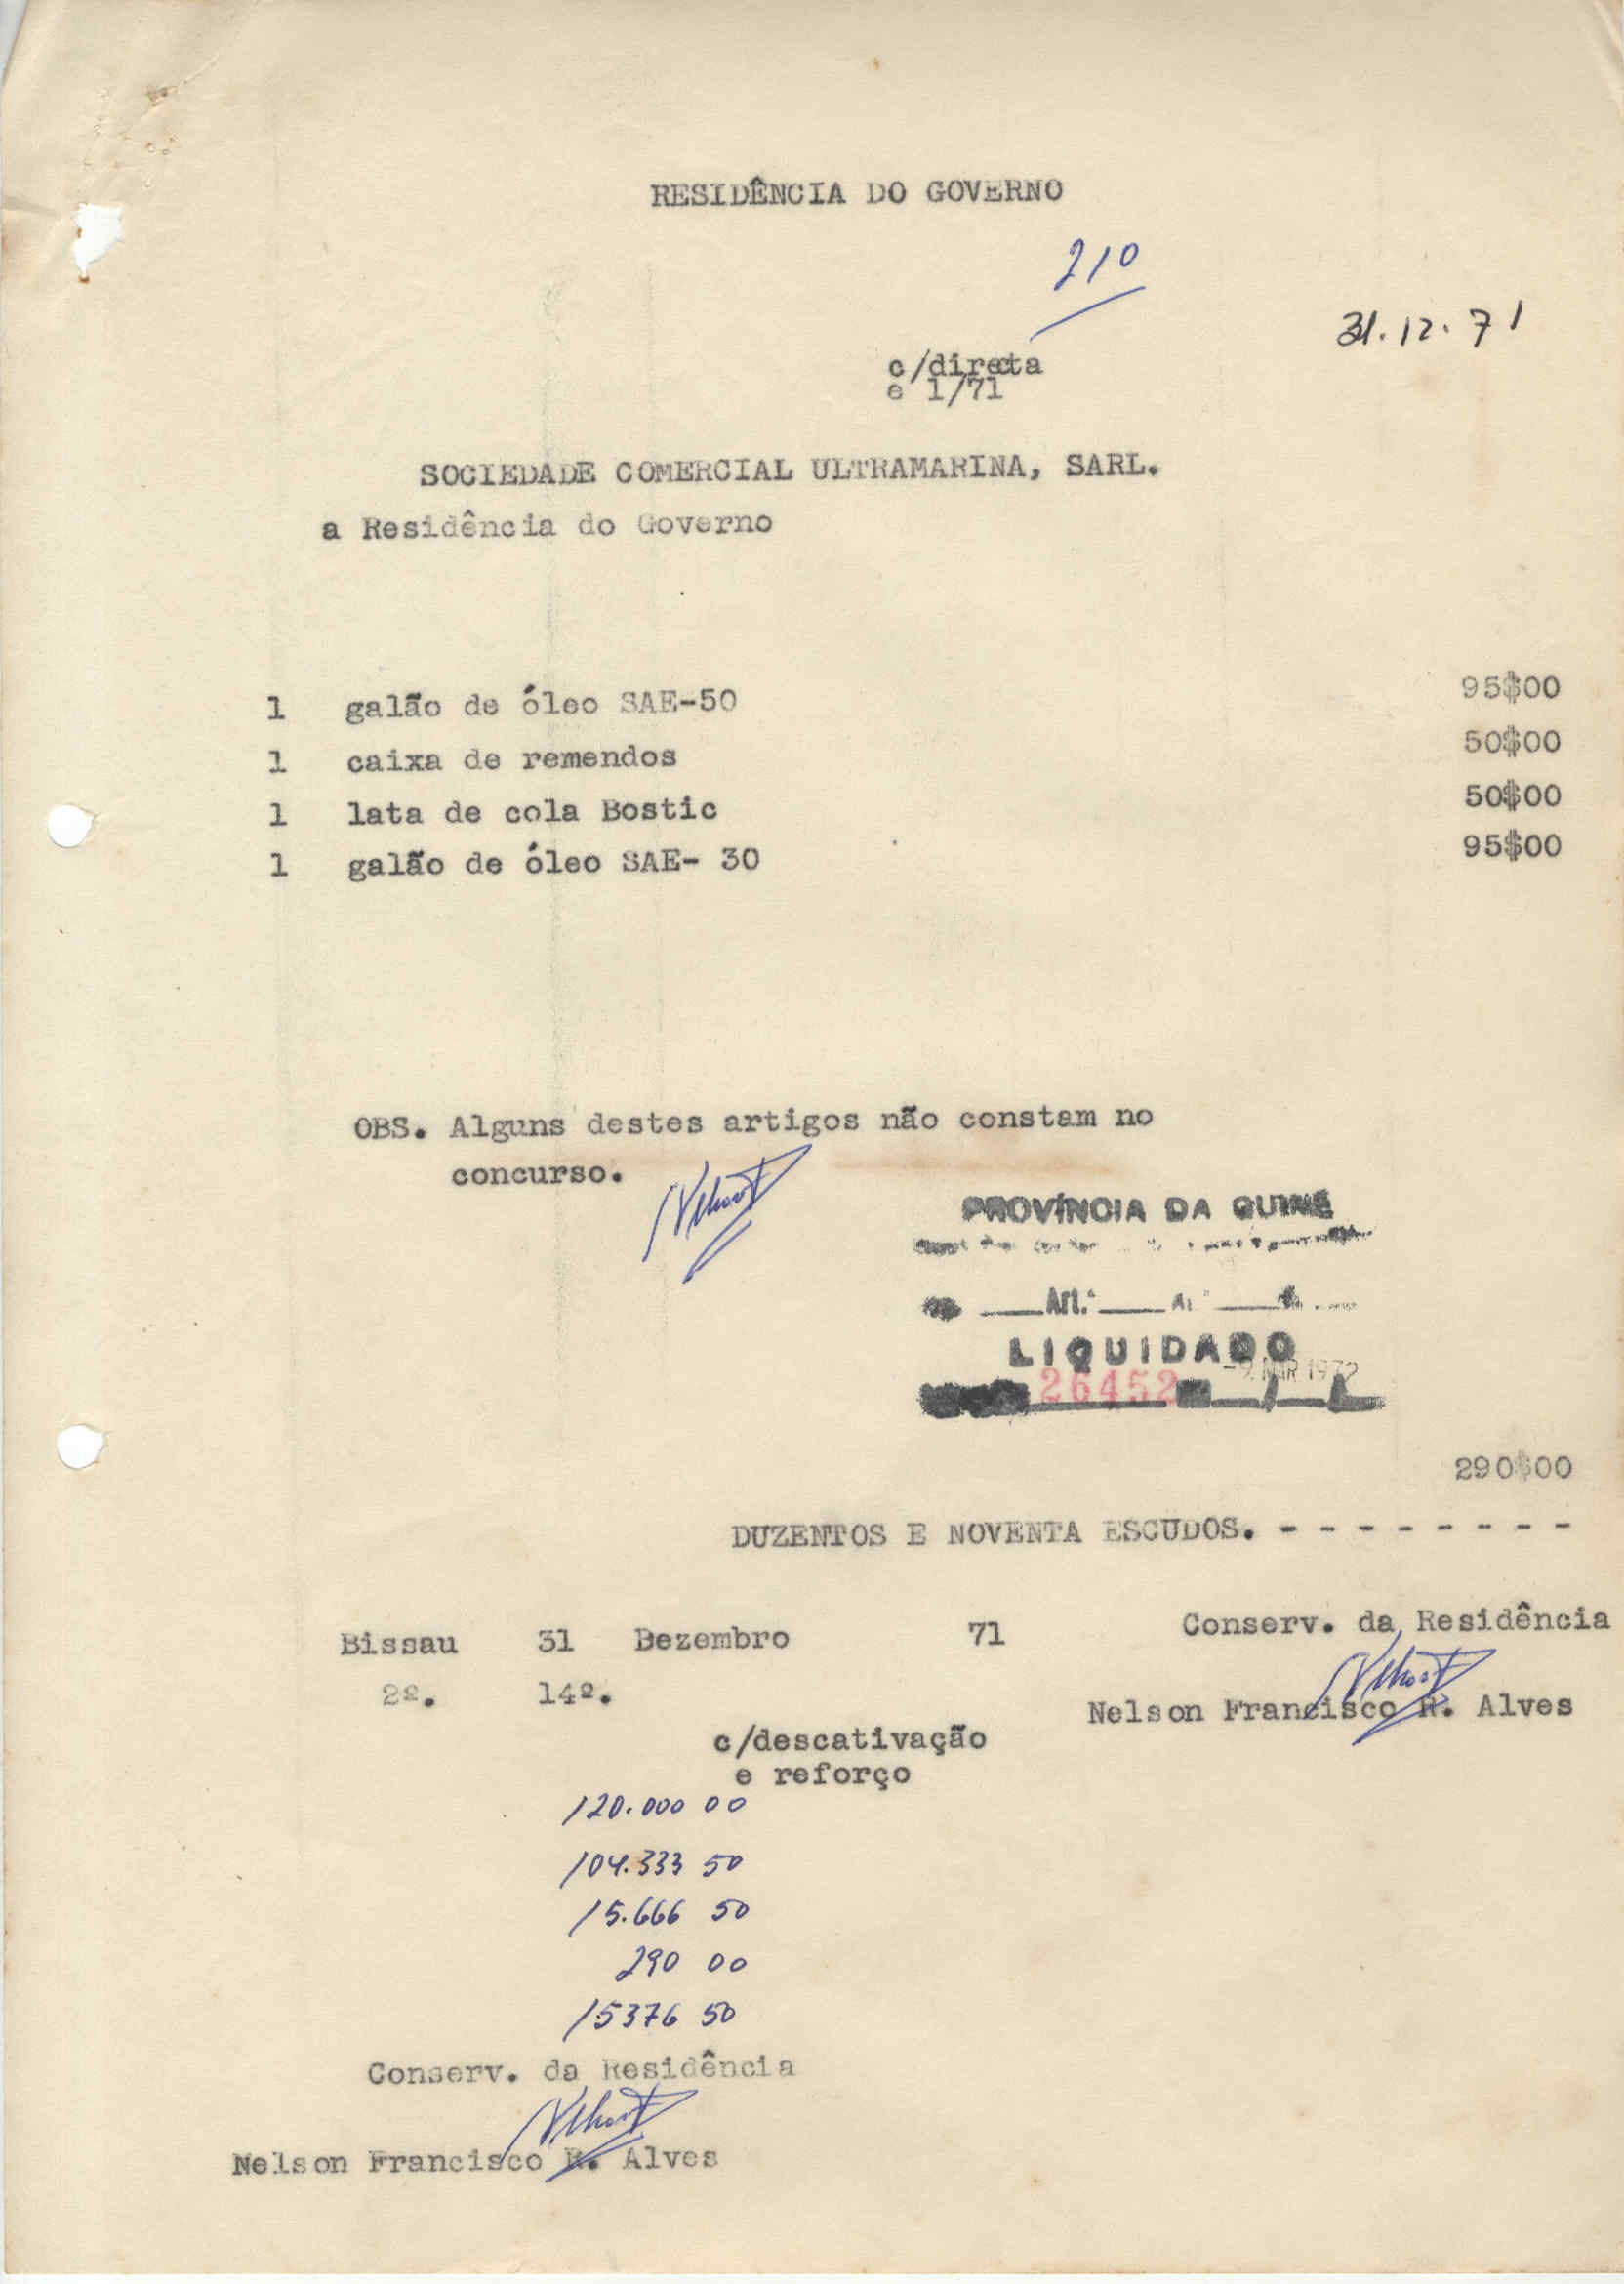 RESIDÊNCIA DO GOVERNO
210
31.12.71
c/directa
e 1/71
SOCIEDADE COMERCIAL ULTRAMARINA, SARL.
a Residência do Governo
1 galão de óleo SAE-50 95$00
1 caixa de remendos 50$00
1 lata de cola Bostic 50$00
1 galão de óleo SAE- 30 95$00
OBS. Alguns destes artigos não constam no
concurso.
PROVÍNCIA DA GUINÉ
Art.º
LIQUIDADO
26452 -9. MAR 1972
290$00
DUZENTOS E NOVENTA ESCUDOS. - - - - - - - -
Bissau 31 Dezembro 71 Conserv. da Residência
2º. 14º.
Nelson Francisco R. Alves
c/descativação
e reforço
120.000 00
104.333 50
15.666 50
290 00
15376 50
Conserv. da Residência
Nelson Francisco R. Alves